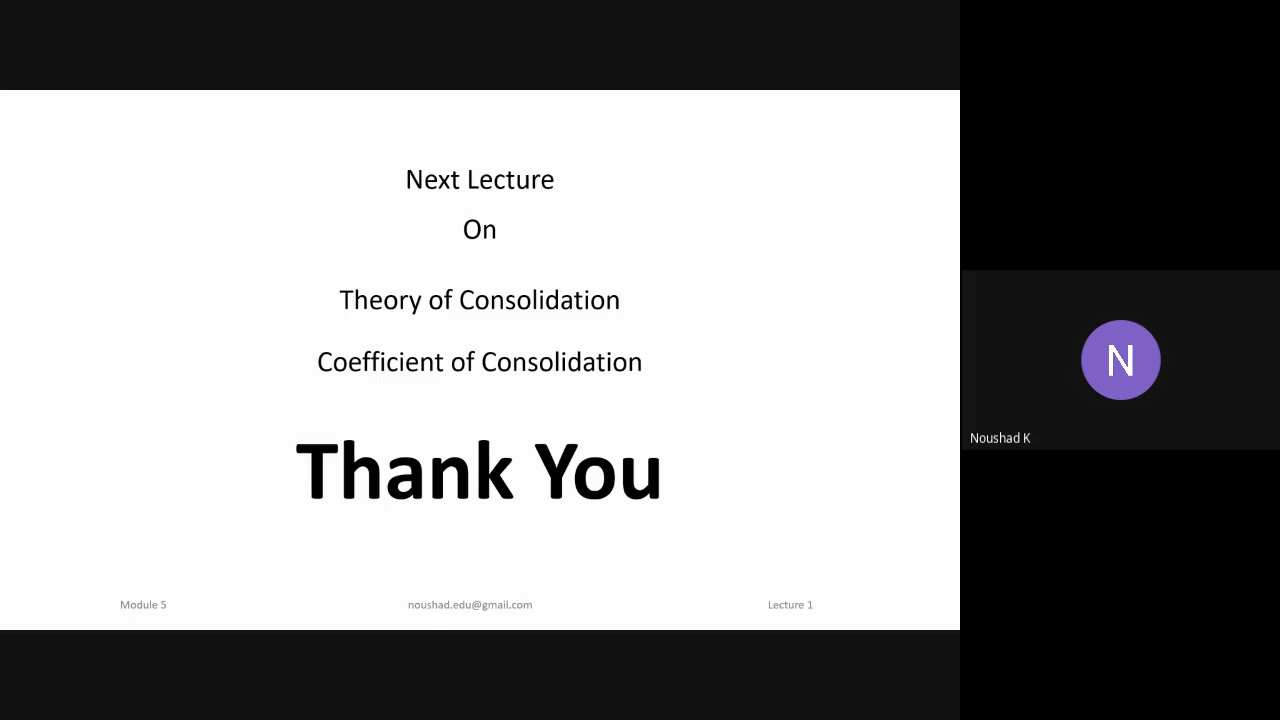 Next Lecture
On
Theory of Consolidation
Coefficient of Consolidation
Thank You
Module 5
noushad.edu@gmail.com
Lecture 1
N
Noushad K